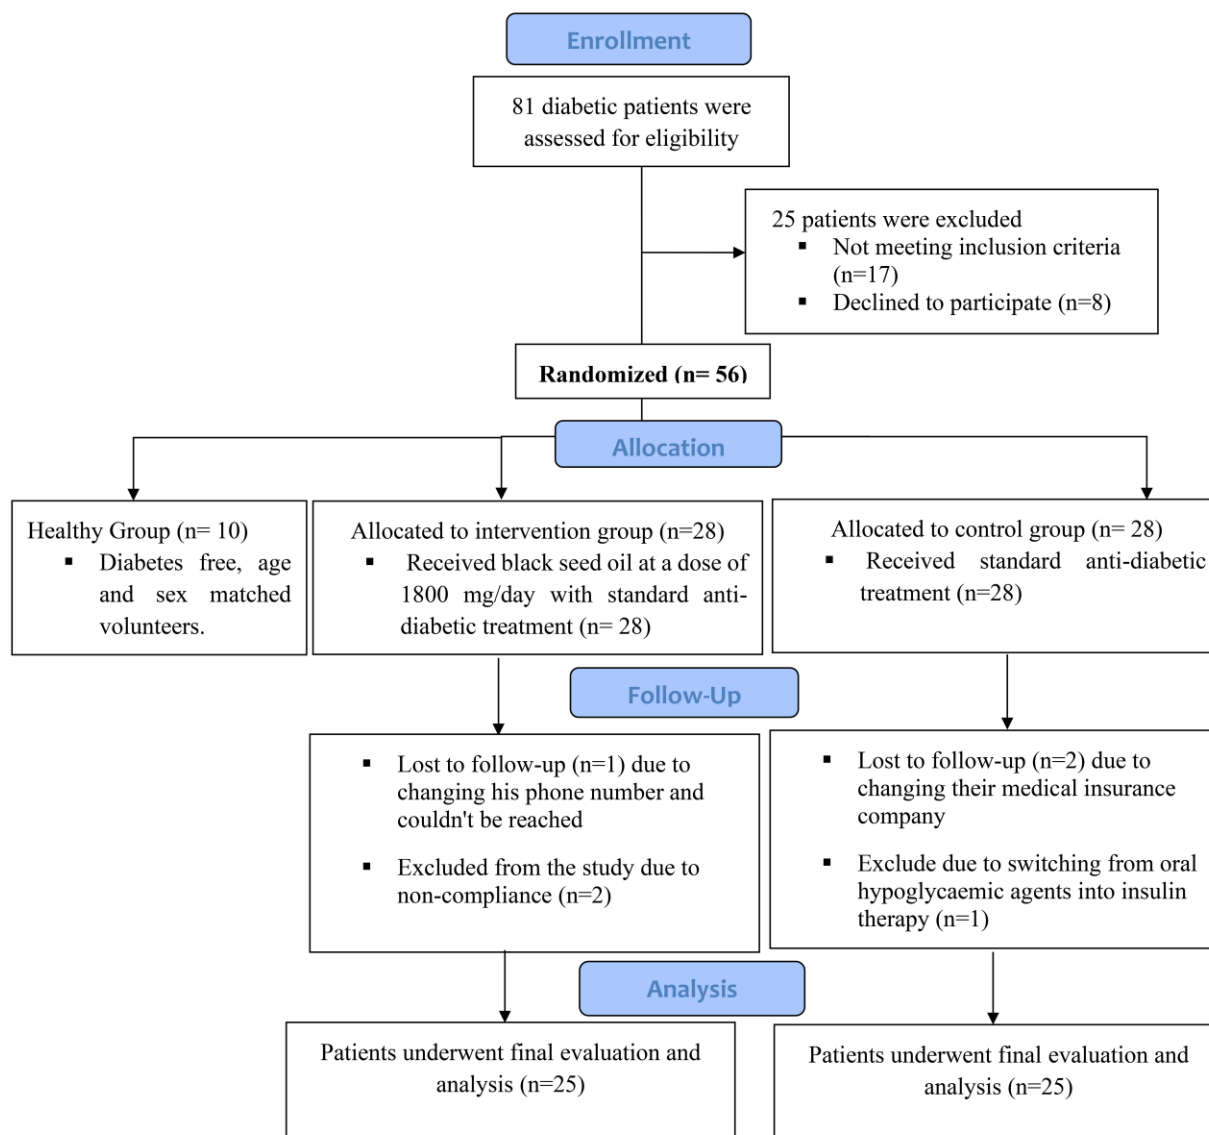 Enrollment
81 diabetic patients were
assessed for eligibility
25 patients were excluded
▪ Not meeting inclusion criteria
(n=17)
▪ Declined to participate (n=8)
Randomized (n= 56)
Allocation
Healthy Group (n= 10)
▪ Diabetes free, age
and sex matched
volunteers.
Allocated to intervention group (n=28)
▪ Received black seed oil at a dose of
1800 mg/day with standard anti-
diabetic treatment (n= 28)
Allocated to control group (n= 28)
▪ Received standard anti-diabetic
treatment (n=28)
Follow-Up
▪ Lost to follow-up (n=1) due to
changing his phone number and
couldn't be reached
▪ Excluded from the study due to
non-compliance (n=2)
▪ Lost to follow-up (n=2) due to
changing their medical insurance
company
▪ Exclude due to switching from oral
hypoglycaemic agents into insulin
therapy (n=1)
Analysis
Patients underwent final evaluation and
analysis (n=25)
Patients underwent final evaluation and
analysis (n=25)